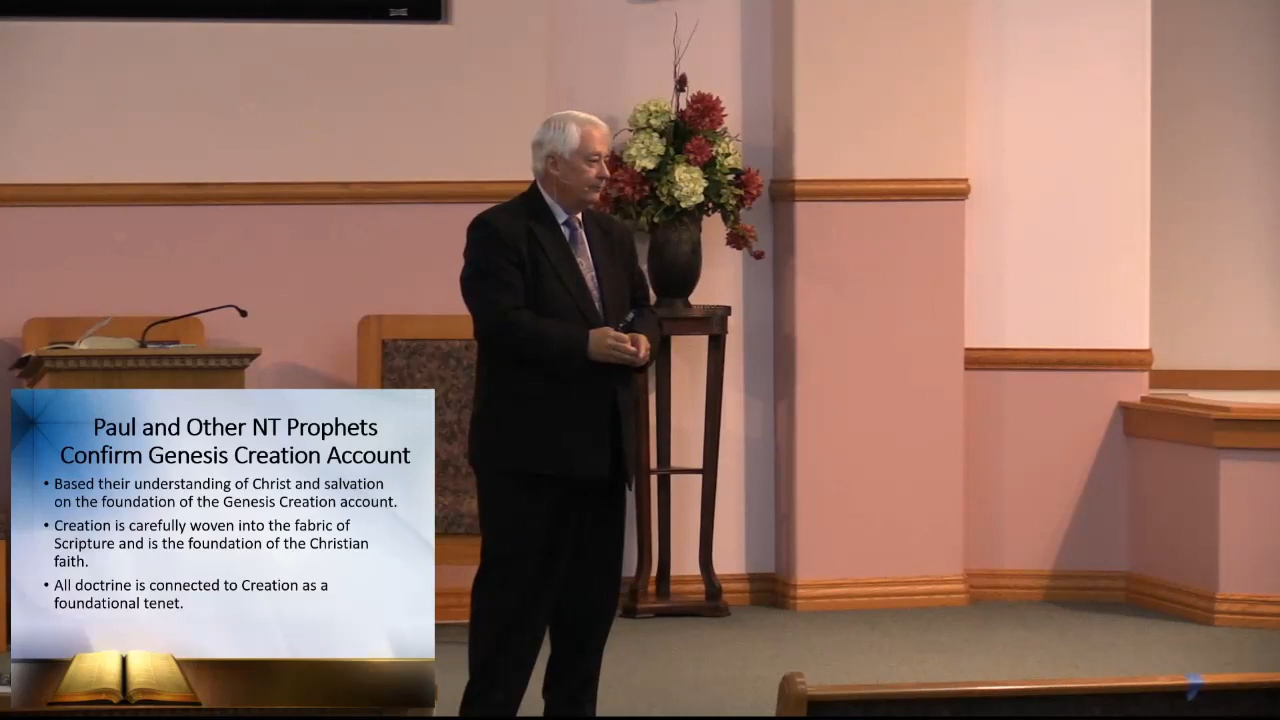 Paul and Other NT Prophets
Confirm Genesis Creation Account
• Based their understanding of Christ and salvation
on the foundation of the Genesis Creation account.
• Creation is carefully woven into the fabric of
Scripture and is the foundation of the Christian
faith.
• All doctrine is connected to Creation as a
foundational tenet.